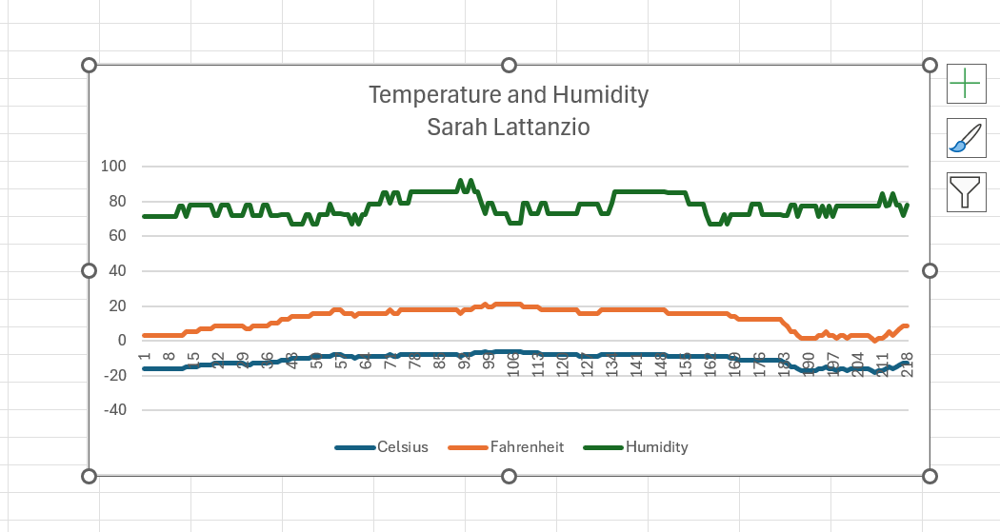 Temperature and Humidity
Sarah Lattanzio
100
80
60
40
20
0
-20
-40
1 8 15 22 29 36 43 50 57 64 71 78 85 92 99 106 113 120 127 134 141 148 155 162 169 176 183 190 197 204 211 218
Celsius Fahrenheit Humidity